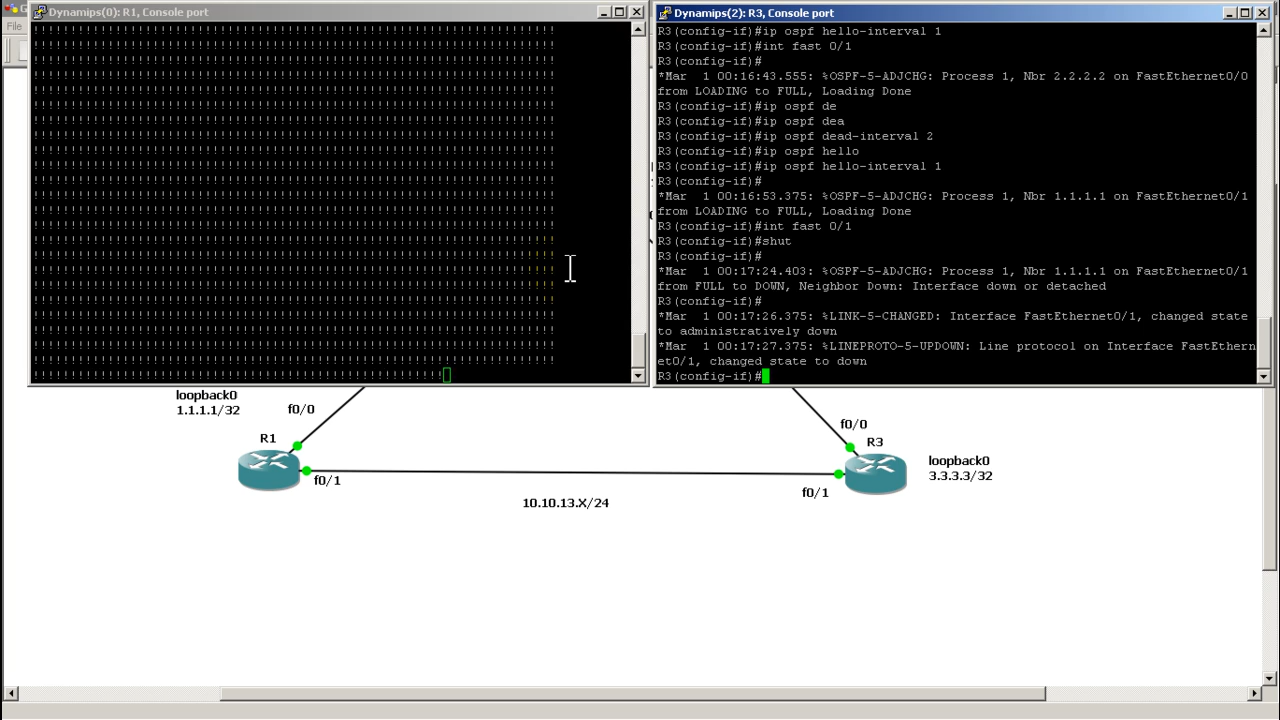 Dynamips(0): R1, Console port
File
Dynamips(2): R3, Console port
R3(config-if)#ip ospf hello-interval 1
R3(config-if)#int fast 0/1
R3(config-if)#
*Mar  1 00:16:43.555: %OSPF-5-ADJCHG: Process 1, Nbr 2.2.2.2 on FastEthernet0/0
from LOADING to FULL, Loading Done
R3(config-if)#ip ospf de
R3(config-if)#ip ospf dea
R3(config-if)#ip ospf dead-interval 2
R3(config-if)#ip ospf hello
R3(config-if)#ip ospf hello-interval 1
R3(config-if)#
*Mar  1 00:16:53.375: %OSPF-5-ADJCHG: Process 1, Nbr 1.1.1.1 on FastEthernet0/1
from LOADING to FULL, Loading Done
R3(config-if)#int fast 0/1
R3(config-if)#shut
R3(config-if)#
*Mar  1 00:17:24.403: %OSPF-5-ADJCHG: Process 1, Nbr 1.1.1.1 on FastEthernet0/1
from FULL to DOWN, Neighbor Down: Interface down or detached
R3(config-if)#
*Mar  1 00:17:26.375: %LINK-5-CHANGED: Interface FastEthernet0/1, changed state
to administratively down
*Mar  1 00:17:27.375: %LINEPROTO-5-UPDOWN: Line protocol on Interface FastEthern
et0/1, changed state to down
R3(config-if)#
loopback0
1.1.1.1/32
f0/0
R1
f0/1
10.10.13.X/24
f0/0
R3
f0/1
loopback0
3.3.3.3/32